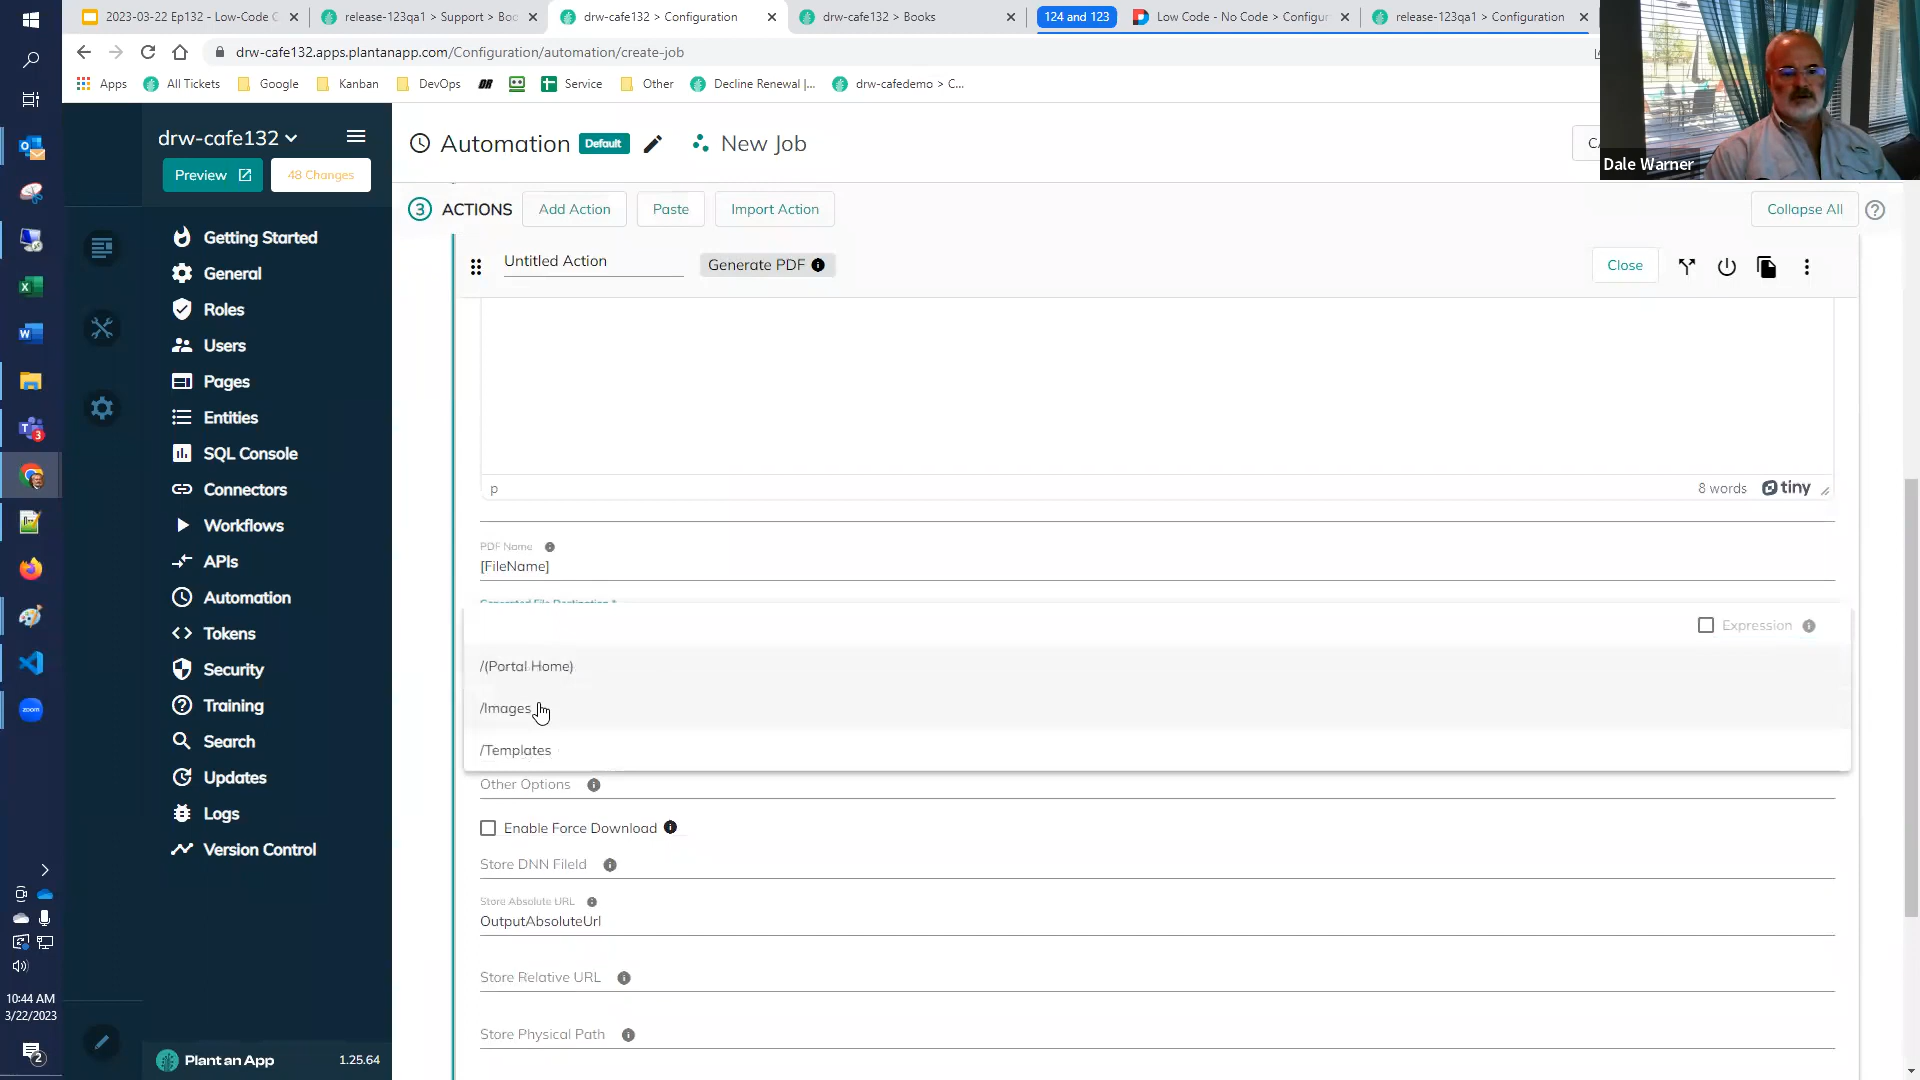 2023-03-22 Ep132 - Low-Code C
release-123qa1 > Support > Boo
drw-cafe132 > Configuration
drw-cafe132 > Books
124 and 123
Low Code - No Code > Configur
release-123qa1 > Configuration
drw-cafe132.apps.plantanapp.com/Configuration/automation/create-job
Apps
All Tickets
Google
Kanban
DevOps
Service
Other
Decline Renewal |...
drw-cafedemo > C...
Dale Warner
drw-cafe132
Preview
48 Changes
Getting Started
General
Roles
Users
Pages
Entities
SQL Console
Connectors
Workflows
APIs
Automation
Tokens
Security
Training
Search
Updates
Logs
Version Control
Plant an App
1.25.64
10:44 AM
3/22/2023
2
3
Automation
Default
New Job
CA
3 ACTIONS
Add Action
Paste
Import Action
Collapse All
Untitled Action
Generate PDF
Close
p
8 words
tiny
PDF Name
[FileName]
Generated File Destination *
Expression
/(Portal Home)
/Images
/Templates
Other Options
Enable Force Download
Store DNN FileId
Store Absolute URL
OutputAbsoluteUrl
Store Relative URL
Store Physical Path